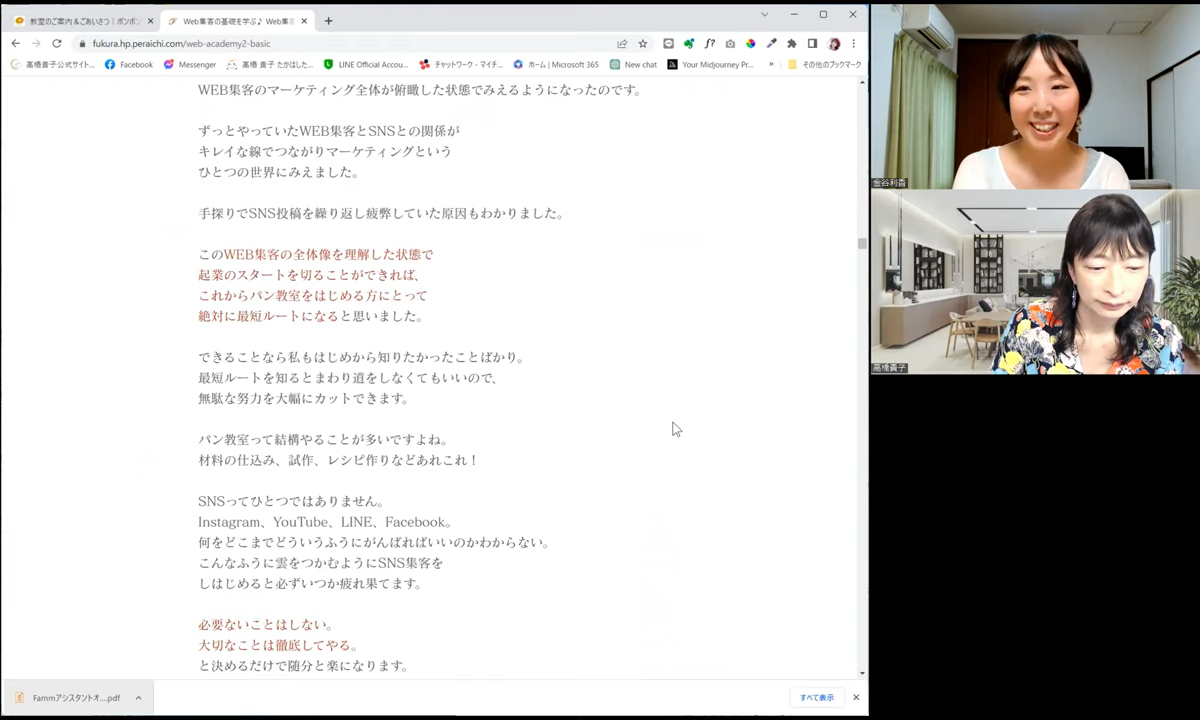 教室のご案内&ごあいさつ｜ポンポン
Web集客の基礎を学ぶ♪ Web集客
fukura.hp.peraichi.com/web-academy2-basic
高橋貴子公式サイト...
Facebook
Messenger
高橋 貴子 たかはした...
LINE Official Accou...
チャットワーク - マイチ...
ホーム | Microsoft 365
New chat
Your Midjourney Pr...
»
その他のブックマーク
WEB集客のマーケティング全体が俯瞰した状態でみえるようになったのです。
ずっとやっていたWEB集客とSNSとの関係が
キレイな線でつながりマーケティングという
ひとつの世界にみえました。
手探りでSNS投稿を繰り返し疲弊していた原因もわかりました。
このWEB集客の全体像を理解した状態で
起業のスタートを切ることができれば、
これからパン教室をはじめる方にとって
絶対に最短ルートになると思いました。
できることなら私もはじめから知りたかったことばかり。
最短ルートを知るとまわり道をしなくてもいいので、
無駄な努力を大幅にカットできます。
パン教室って結構やることが多いですよね。
材料の仕込み、試作、レシピ作りなどあれこれ！
SNSってひとつではありません。
Instagram、YouTube、LINE、Facebook。
何をどこまでどういうふうにがんばればいいのかわからない。
こんなふうに雲をつかむようにSNS集客を
しはじめると必ずいつか疲れ果てます。
必要ないことはしない。
大切なことは徹底してやる。
と決めるだけで随分と楽になります。
Fammアシスタントオ....pdf
すべて表示
金谷利香
高橋貴子